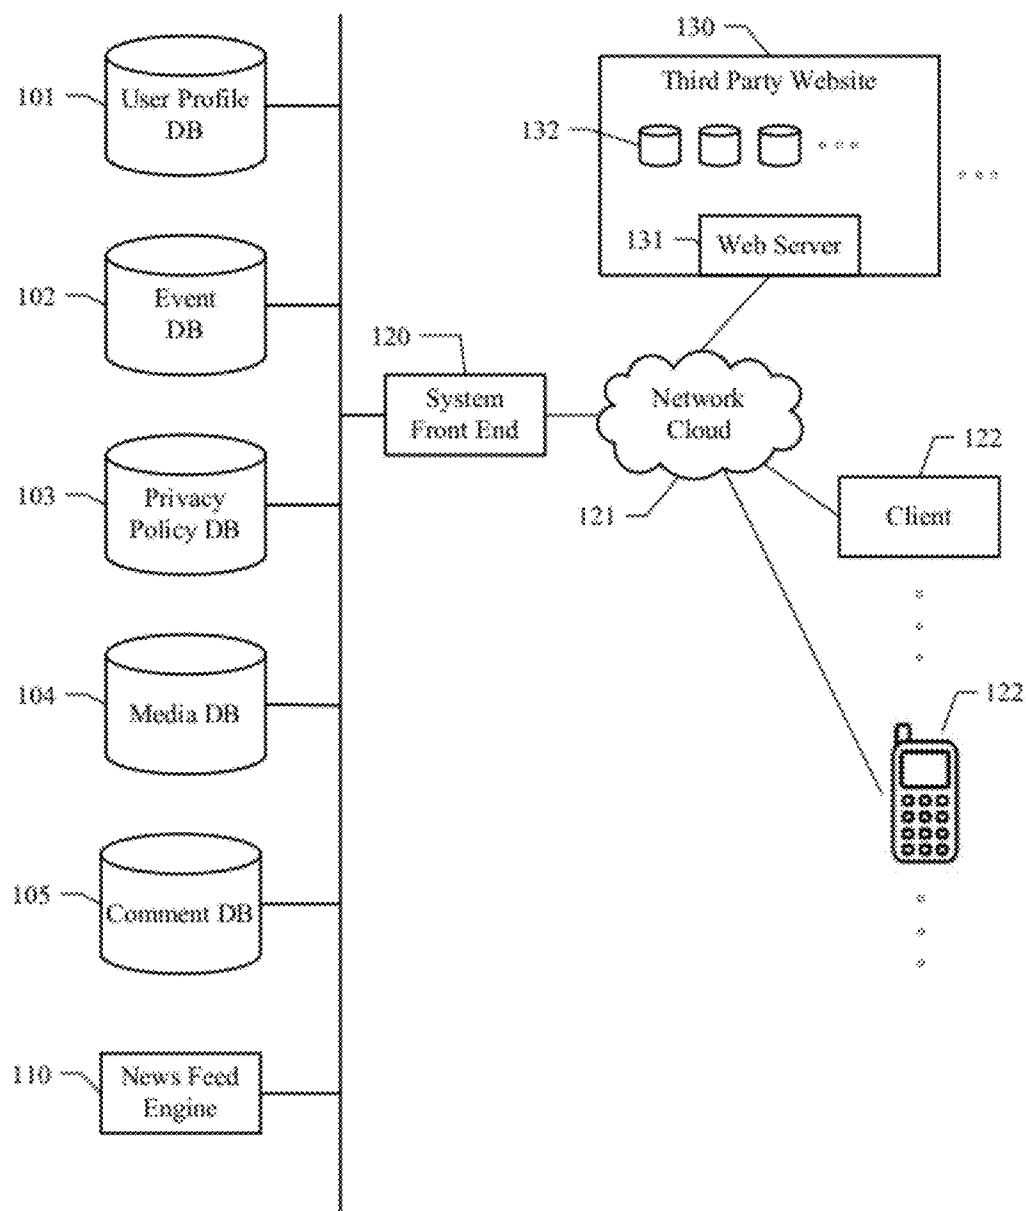 101
User Profile
DB
102
Event
DB
103
Privacy
Policy DB
104
Media DB
105
Comment DB
110
News Feed
Engine
120
System
Front End
130
Third Party Website
132
131
Web Server
Network
Cloud
121
122
Client
122